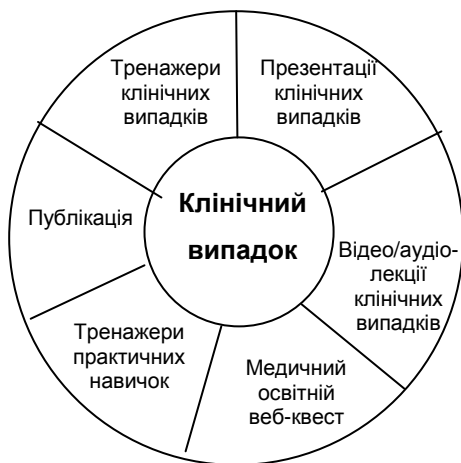 Тренажери
клінічних
випадків
Презентації
клінічних
випадків
Публікація
Клінічний
випадок
Відео/аудіо-
лекції
клінічних
випадків
Тренажери
практичних
навичок
Медичний
освітній
веб-квест